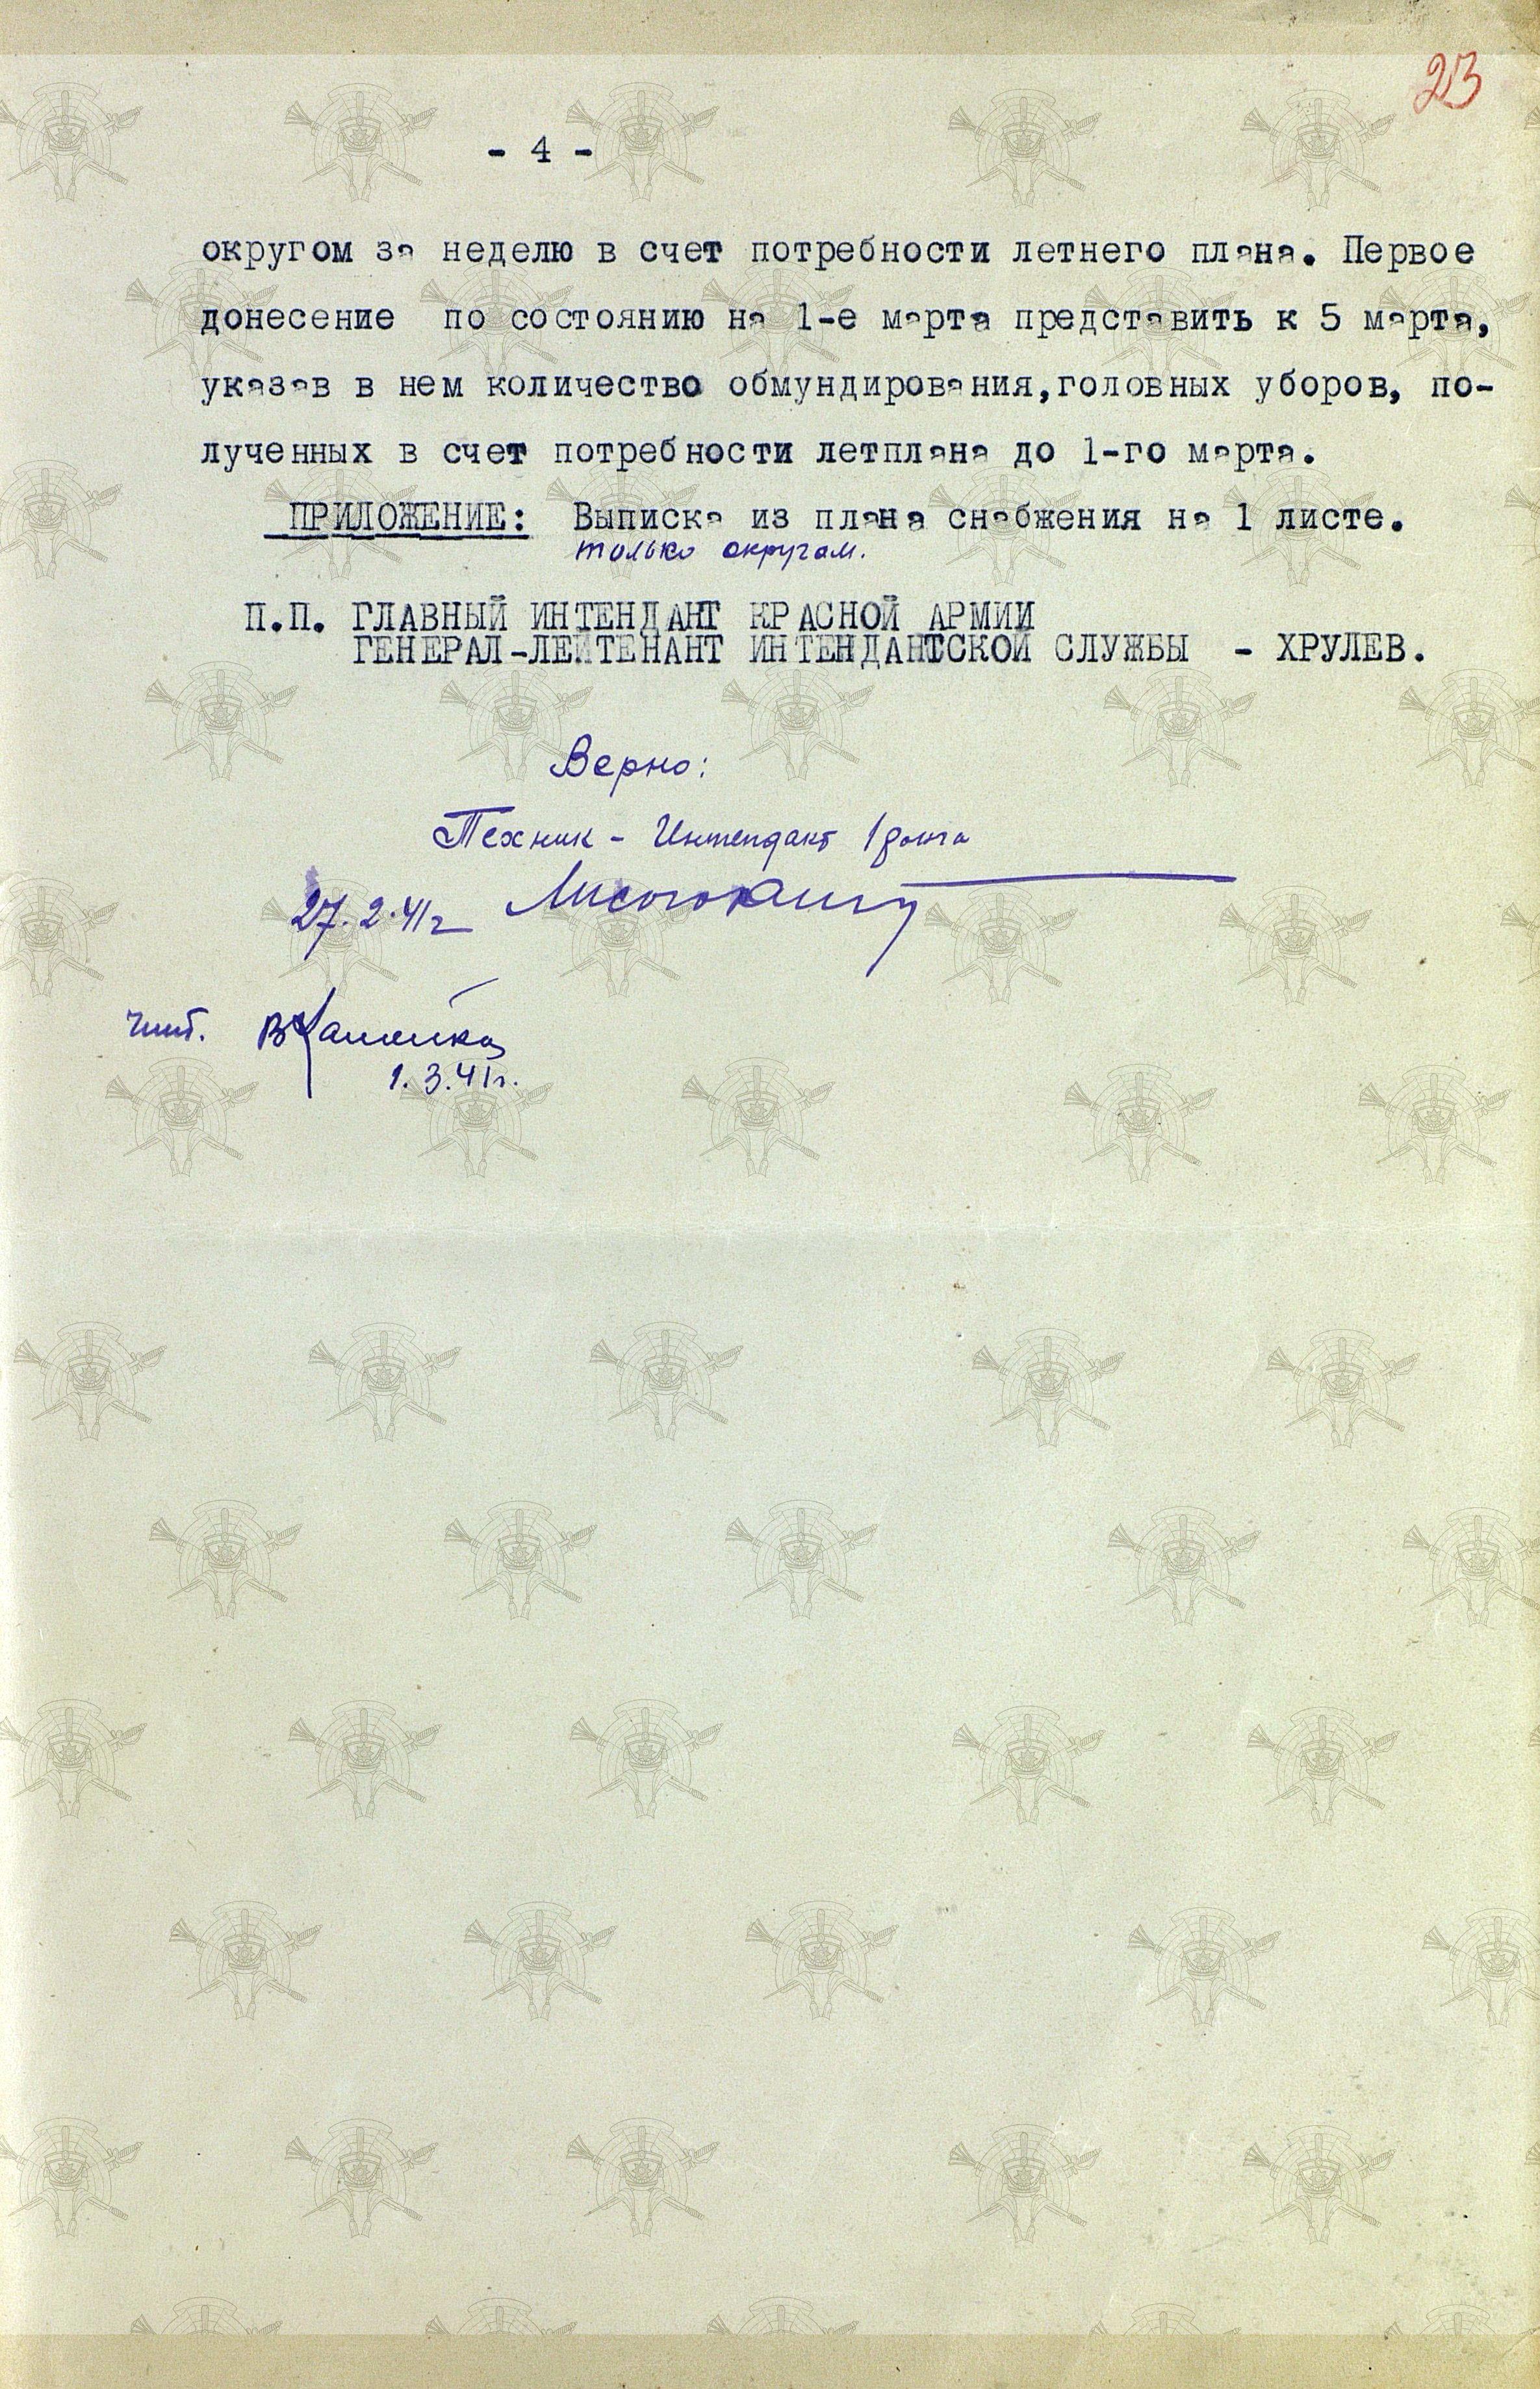 23
- 4 -
округом за неделю в счет потребности летнего плана. Первое
донесение по состоянию на 1-е марта представить к 5 марта,
указав в нем количество обмундирования,головных уборов, по-
лученных в счет потребности летплана до 1-го марта.
ПРИЛОЖЕНИЕ: Выписка из плана снабжения на 1 листе.
только округам.
П.П. ГЛАВНЫЙ ИНТЕНДАНТ КРАСНОЙ АРМИИ
ГЕНЕРАЛ-ЛЕЙТЕНАНТ ИНТЕНДАНТСКОЙ СЛУЖБЫ - ХРУЛЕВ.
Верно:
Техник - Интендант 1 ранга
27.2.41г
1.3.41г.